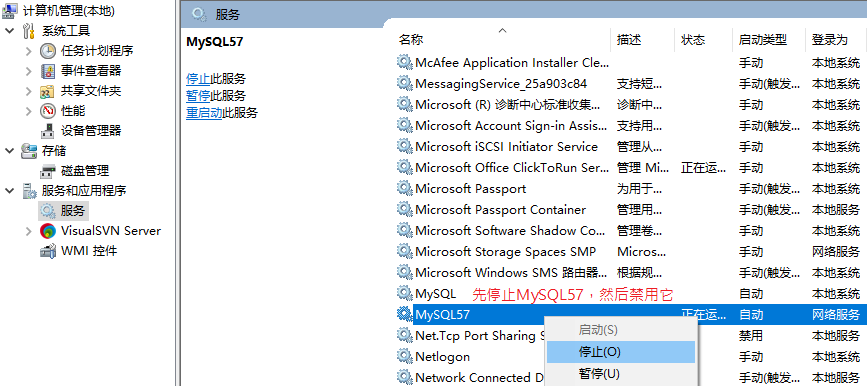 计算机管理(本地)
系统工具
任务计划程序
事件查看器
共享文件夹
性能
设备管理器
存储
磁盘管理
服务和应用程序
服务
VisualSVN Server
WMI 控件
服务
MySQL57
停止此服务
暂停此服务
重启动此服务
名称 描述 状态 启动类型 登录为
McAfee Application Installer Cle... 手动 本地系统
MessagingService_25a903c84 支持短... 手动(触发... 本地系统
Microsoft (R) 诊断中心标准收集... 诊断中... 手动 本地系统
Microsoft Account Sign-in Assis... 支持用... 手动(触发... 本地系统
Microsoft iSCSI Initiator Service 管理从... 手动 本地系统
Microsoft Office ClickToRun Ser... 管理 Mi... 正在运... 自动 本地系统
Microsoft Passport 为用于... 手动(触发... 本地系统
Microsoft Passport Container 管理用... 手动(触发... 本地服务
Microsoft Software Shadow Co... 管理卷... 手动 本地系统
Microsoft Storage Spaces SMP Micros... 手动 网络服务
Microsoft Windows SMS 路由器... 根据规... 手动(触发... 本地系统
MySQL 先停止MySQL57，然后禁用它 自动 本地系统
MySQL57 正在运... 自动 网络服务
Net.Tcp Port Sharing S 禁用 本地服务
Netlogon 手动 本地系统
Network Connected D 手动(触发... 本地系统
启动(S)
停止(O)
暂停(U)